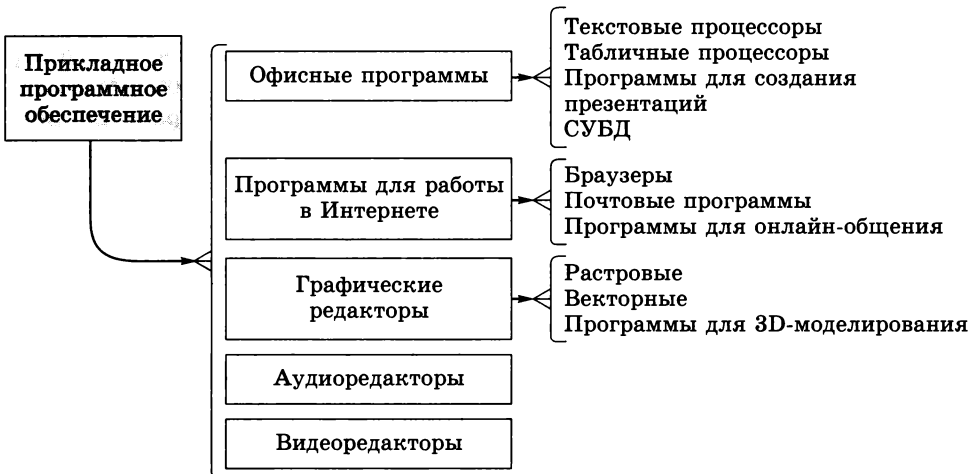 Прикладное
программное
обеспечение
Офисные программы
Текстовые процессоры
Табличные процессоры
Программы для создания
презентаций
СУБД
Программы для работы
в Интернете
Браузеры
Почтовые программы
Программы для онлайн-общения
Графические
редакторы
Растровые
Векторные
Программы для 3D-моделирования
Аудиоредакторы
Видеоредакторы